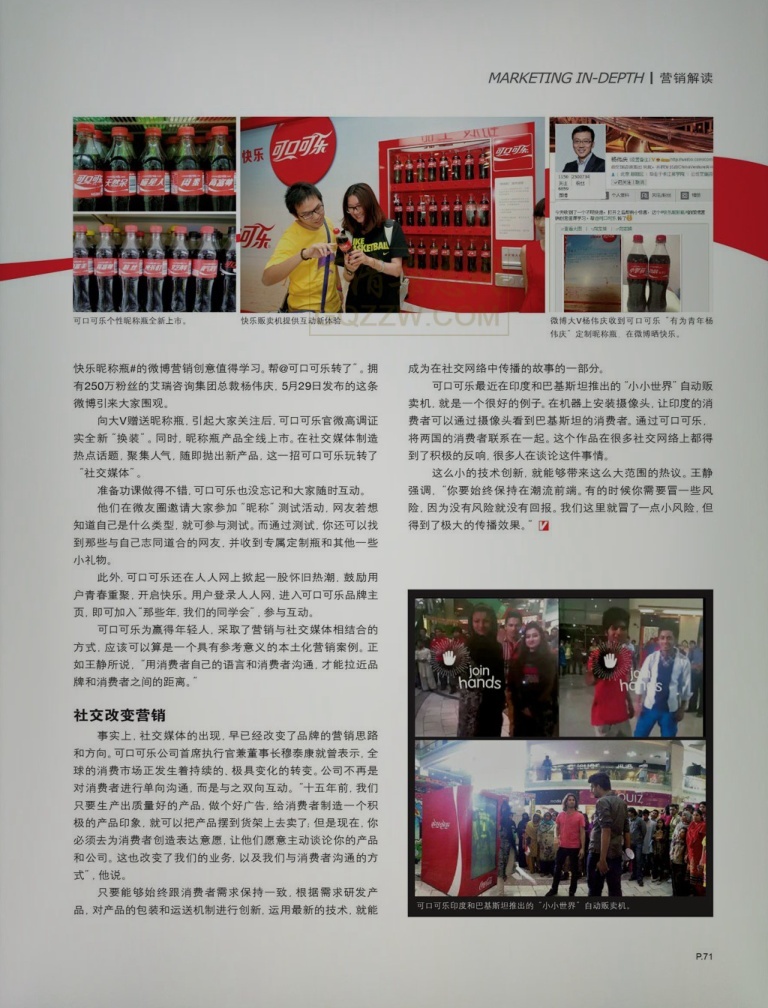 MARKETING IN-DEPTH | 营销解读
快乐
可口可乐
可口可乐
QZZW.COM
可口可乐个性昵称瓶全新上市。
快乐贩卖机提供互动新体验
微博大V杨伟庆收到可口可乐“有为青年杨
伟庆”定制昵称瓶，在微博晒快乐。
快乐昵称瓶#的微博营销创意值得学习。帮@可口可乐转了”。拥
有250万粉丝的艾瑞咨询集团总裁杨伟庆，5月29日发布的这条
微博引来大家围观。
向大V赠送昵称瓶，引起大家关注后，可口可乐官微高调证
实全新“换装”。同时，昵称瓶产品全线上市。在社交媒体制造
热点话题，聚集人气，随即抛出新产品，这一招可口可乐玩转了
“社交媒体”。
准备功课做得不错，可口可乐也没忘记和大家随时互动。
他们在微友圈邀请大家参加“昵称”测试活动，网友若想
知道自己是什么类型，就可参与测试。而通过测试，你还可以找
到那些与自己志同道合的网友，并收到专属定制瓶和其他一些
小礼物。
此外，可口可乐还在人人网上掀起一股怀旧热潮，鼓励用
户青春重聚，开启快乐。用户登录人人网，进入可口可乐品牌主
页，即可加入“那些年，我们的同学会”，参与互动。
可口可乐为赢得年轻人，采取了营销与社交媒体相结合的
方式，应该可以算是一个具有参考意义的本土化营销案例。正
如王静所说，“用消费者自己的语言和消费者沟通，才能拉近品
牌和消费者之间的距离。”
社交改变营销
事实上，社交媒体的出现，早已经改变了品牌的营销思路
和方向。可口可乐公司首席执行官兼董事长穆泰康就曾表示，全
球的消费市场正发生着持续的、极具变化的转变。公司不再是
对消费者进行单向沟通，而是与之双向互动。“十五年前，我们
只要生产出质量好的产品，做个好广告，给消费者制造一个积
极的产品印象，就可以把产品摆到货架上去卖了；但是现在，你
必须去为消费者创造表达意愿，让他们愿意主动谈论你的产品
和公司。这也改变了我们的业务，以及我们与消费者沟通的方
式”，他说。
只要能够始终跟消费者需求保持一致，根据需求研发产
品，对产品的包装和运送机制进行创新，运用最新的技术，就能
成为在社交网络中传播的故事的一部分。
可口可乐最近在印度和巴基斯坦推出的“小小世界”自动贩
卖机，就是一个很好的例子。在机器上安装摄像头，让印度的消
费者可以通过摄像头看到巴基斯坦的消费者。通过可口可乐，
将两国的消费者联系在一起。这个作品在很多社交网络上都得
到了积极的反响，很多人在谈论这件事情。
这么小的技术创新，就能够带来这么大范围的热议。王静
强调，“你要始终保持在潮流前端。有的时候你需要冒一些风
险，因为没有风险就没有回报。我们这里就冒了一点小风险，但
得到了极大的传播效果。”
join
hands
join
hands
QUIZ
可口可乐印度和巴基斯坦推出的“小小世界”自动贩卖机。
P.71